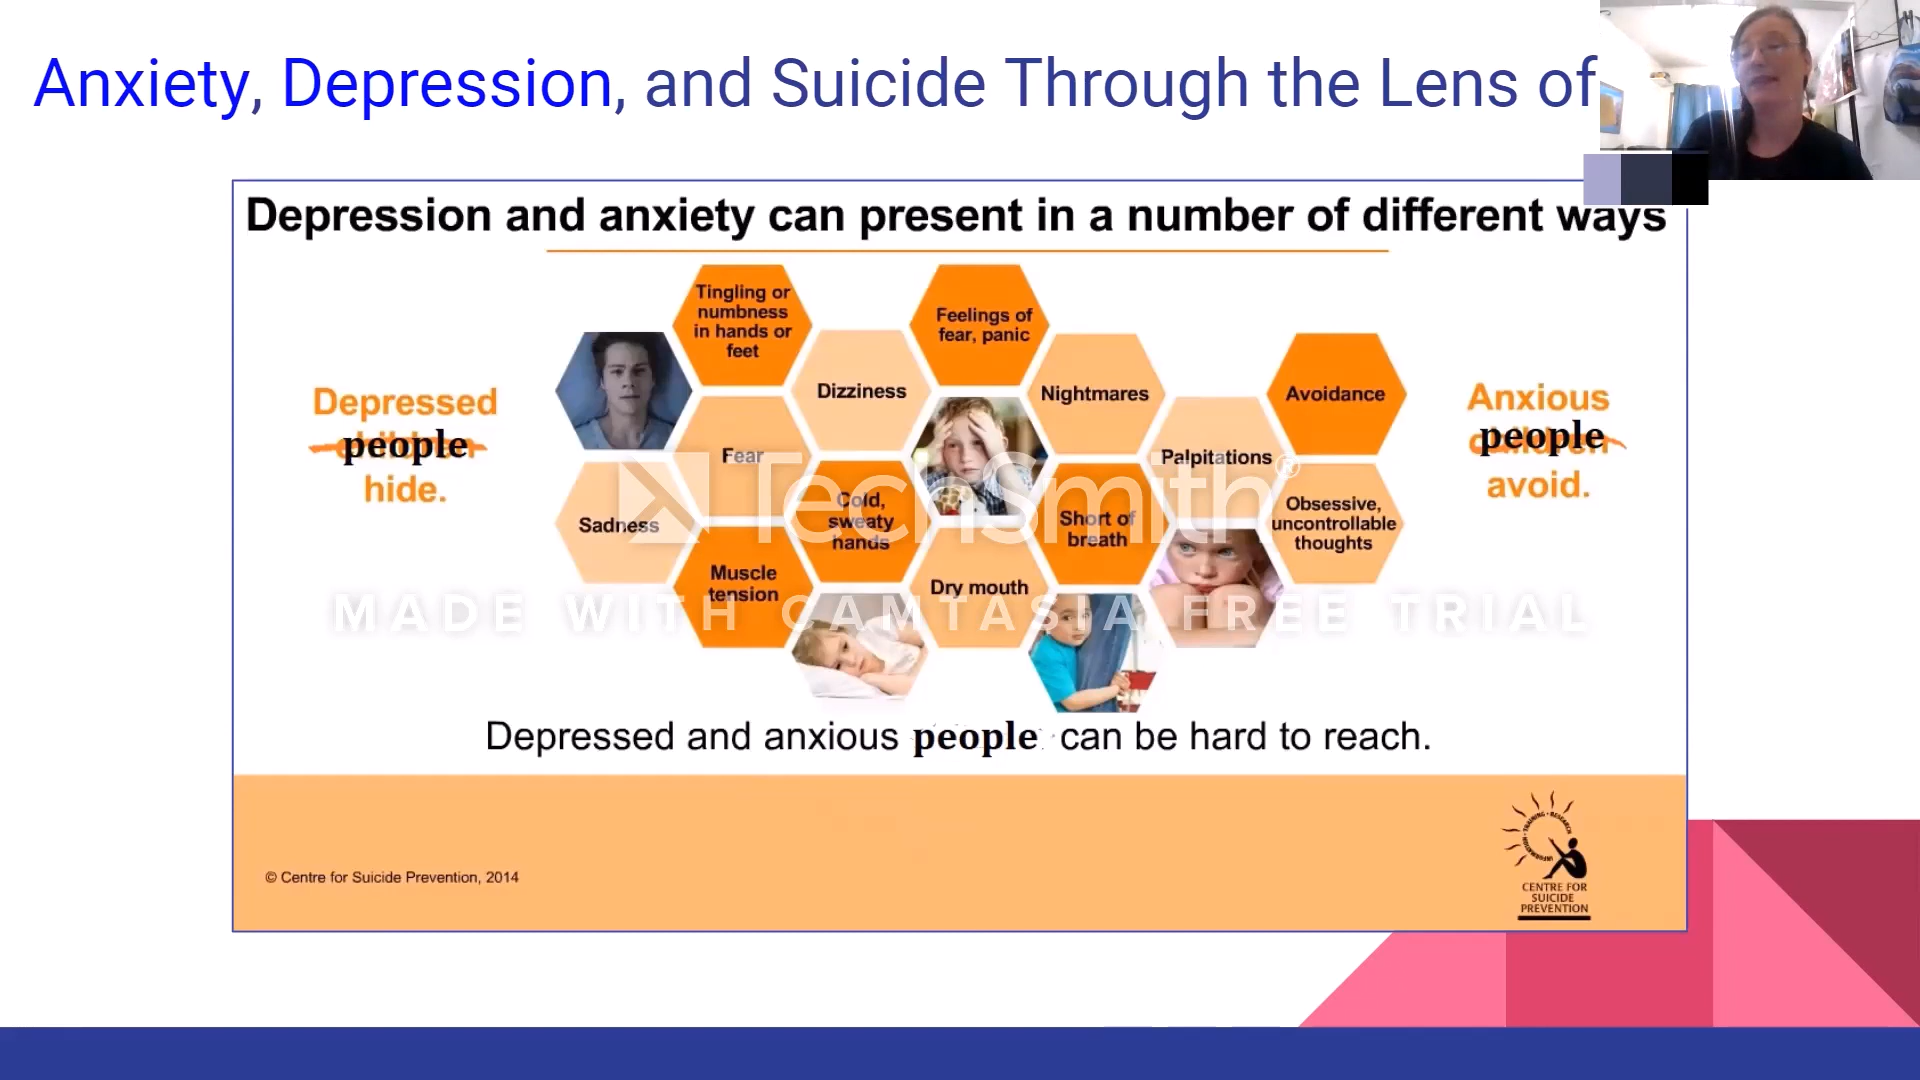 Anxiety, Depression, and Suicide Through the Lens of
Depression and anxiety can present in a number of different ways
Tingling or
numbness
in hands or
feet
Feelings of
fear, panic
Dizziness
Nightmares
Avoidance
Depressed
people
hide.
Anxious
people
avoid.
Fear
Palpitations
Sadness
Cold,
sweaty
hands
Short of
breath
Obsessive,
uncontrollable
thoughts
Muscle
tension
Dry mouth
TechSmith®
MADE WITH CAMTASIA FREE TRIAL
Depressed and anxious people can be hard to reach.
© Centre for Suicide Prevention, 2014
INFORMATION • TRAINING • RESEARCH
CENTRE FOR
SUICIDE
PREVENTION